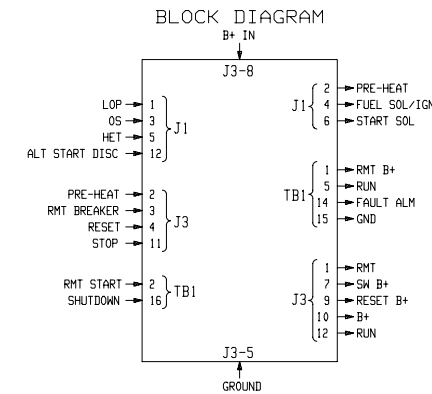 BLOCK DIAGRAM
B+ IN
J3-8
LOP 1
OS 3
HET 5
ALT START DISC 12
J1
PRE-HEAT 2
RMT BREAKER 3
RESET 4
STOP 11
J3
RMT START 2
SHUTDOWN 16
TB1
J1
2 PRE-HEAT
4 FUEL SOL/IGN
6 START SOL
TB1
1 RMT B+
5 RUN
14 FAULT ALM
15 GND
J3
1 RMT
7 SW B+
9 RESET B+
10 B+
12 RUN
J3-5
GROUND